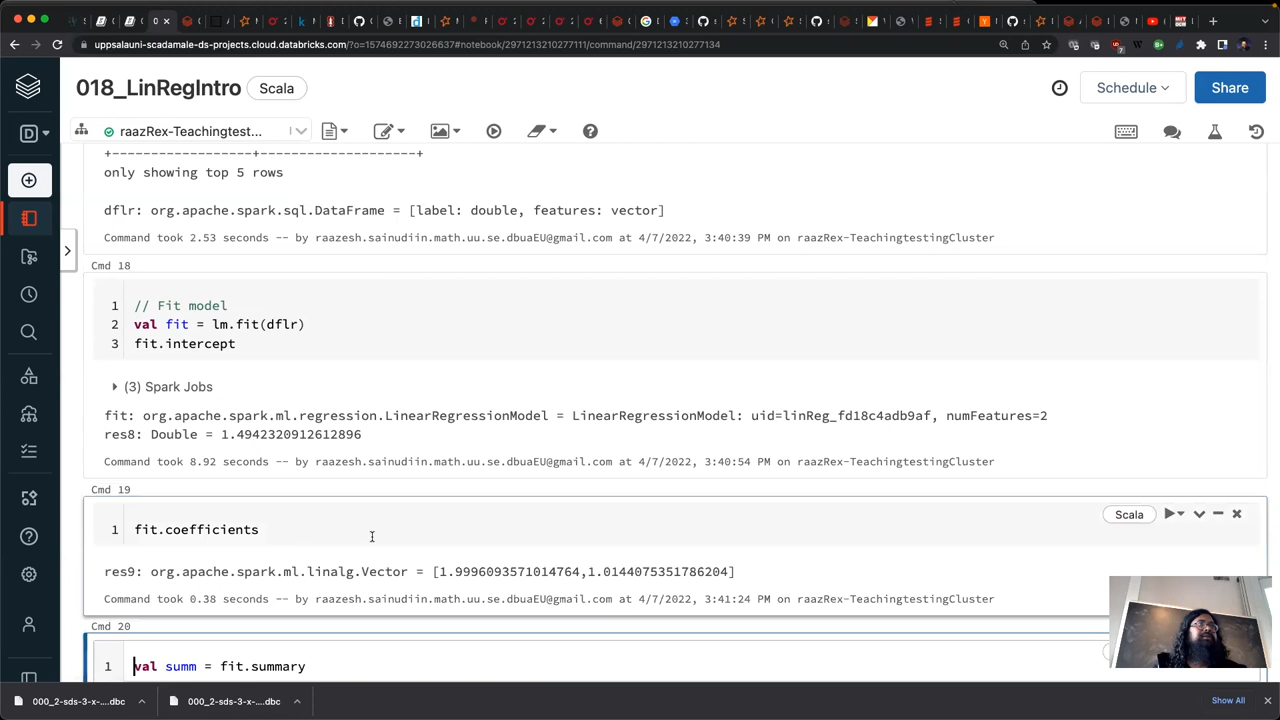 uppsalauni-scadamale-ds-projects.cloud.databricks.com/?o=1574692273026637#notebook/2971213210277111/command/2971213210277134
018_LinRegIntro
Scala
Schedule
Share
D
raazRex-Teachingtest...
+-----------------+--------------------+
only showing top 5 rows
dflr: org.apache.spark.sql.DataFrame = [label: double, features: vector]
Command took 2.53 seconds -- by raazesh.sainudiin.math.uu.se.dbuaEU@gmail.com at 4/7/2022, 3:40:39 PM on raazRex-TeachingtestingCluster
Cmd 18
1 // Fit model
2 val fit = lm.fit(dflr)
3 fit.intercept
(3) Spark Jobs
fit: org.apache.spark.ml.regression.LinearRegressionModel = LinearRegressionModel: uid=linReg_fd18c4adb9af, numFeatures=2
res8: Double = 1.4942320912612896
Command took 8.92 seconds -- by raazesh.sainudiin.math.uu.se.dbuaEU@gmail.com at 4/7/2022, 3:40:54 PM on raazRex-TeachingtestingCluster
Cmd 19
Scala
1 fit.coefficients
res9: org.apache.spark.ml.linalg.Vector = [1.9996093571014764,1.0144075351786204]
Command took 0.38 seconds -- by raazesh.sainudiin.math.uu.se.dbuaEU@gmail.com at 4/7/2022, 3:41:24 PM on raazRex-TeachingtestingCluster
Cmd 20
1 val summ = fit.summary
000_2-sds-3-x-....dbc
000_2-sds-3-x-....dbc
Show All